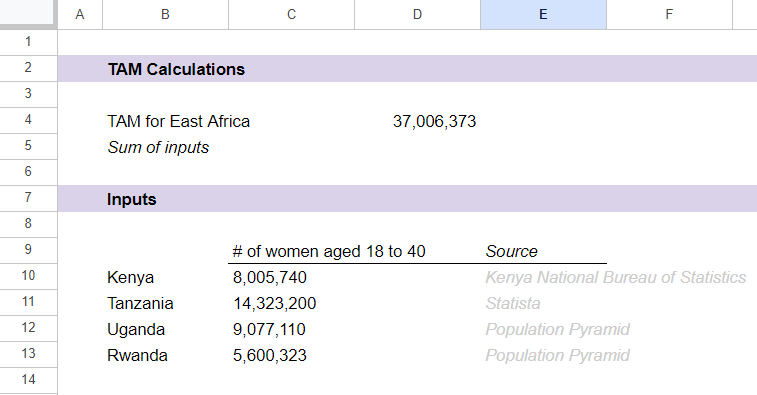 A B C D E F
1
2 TAM Calculations
3
4 TAM for East Africa 37,006,373
5 Sum of inputs
6
7 Inputs
8
9 # of women aged 18 to 40 Source
10 Kenya 8,005,740 Kenya National Bureau of Statistics
11 Tanzania 14,323,200 Statista
12 Uganda 9,077,110 Population Pyramid
13 Rwanda 5,600,323 Population Pyramid
14